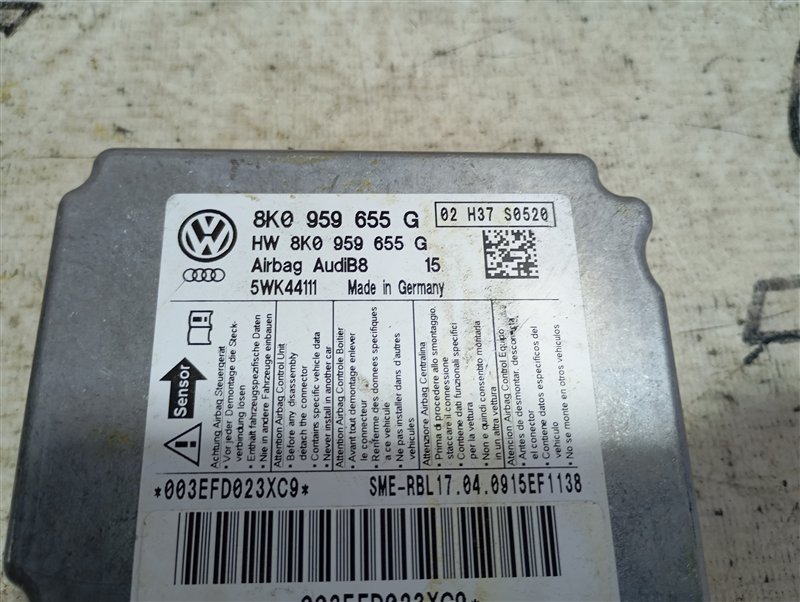 8K0 959 655 G
02 H37 S0520
HW 8K0 959 655 G
Airbag AudiB8 15
5WK44111 Made in Germany
Sensor
Achtung Airbag Steuergerät
• Vor jeder Demontage die Steck-
verbindung lösen
• Enthält fahrzeugspezifische Daten
• Nie in andere Fahrzeuge einbauen
Attention Airbag Control Unit
• Before any disassembly
detach the connector
• Contains specific vehicle data
• Never install in another car
Attention Airbag Controle Boitier
• Avant tout demontage enlever
le connecteur
• Renferme des donnees specifiques
a ce vehicule
• Ne pas installer dans d'autres
vehicules
Attenzione Airbag Centralina
• Prima di procedere allo smontaggio,
staccare il connessione
• Contiene dati funzionali specifici
per la vettura
• Non e quindi consentito montarla
in un altra vettura
Atencion Airbag Control Equipo
• Antes de desmontar, desconecta
el conector
• Contiene datos especificos del
vehiculo
• No se monte en otros vehiculos
*003EFD023XC9* SME-RBL17.04.0915EF1138
003EFD023XC9*